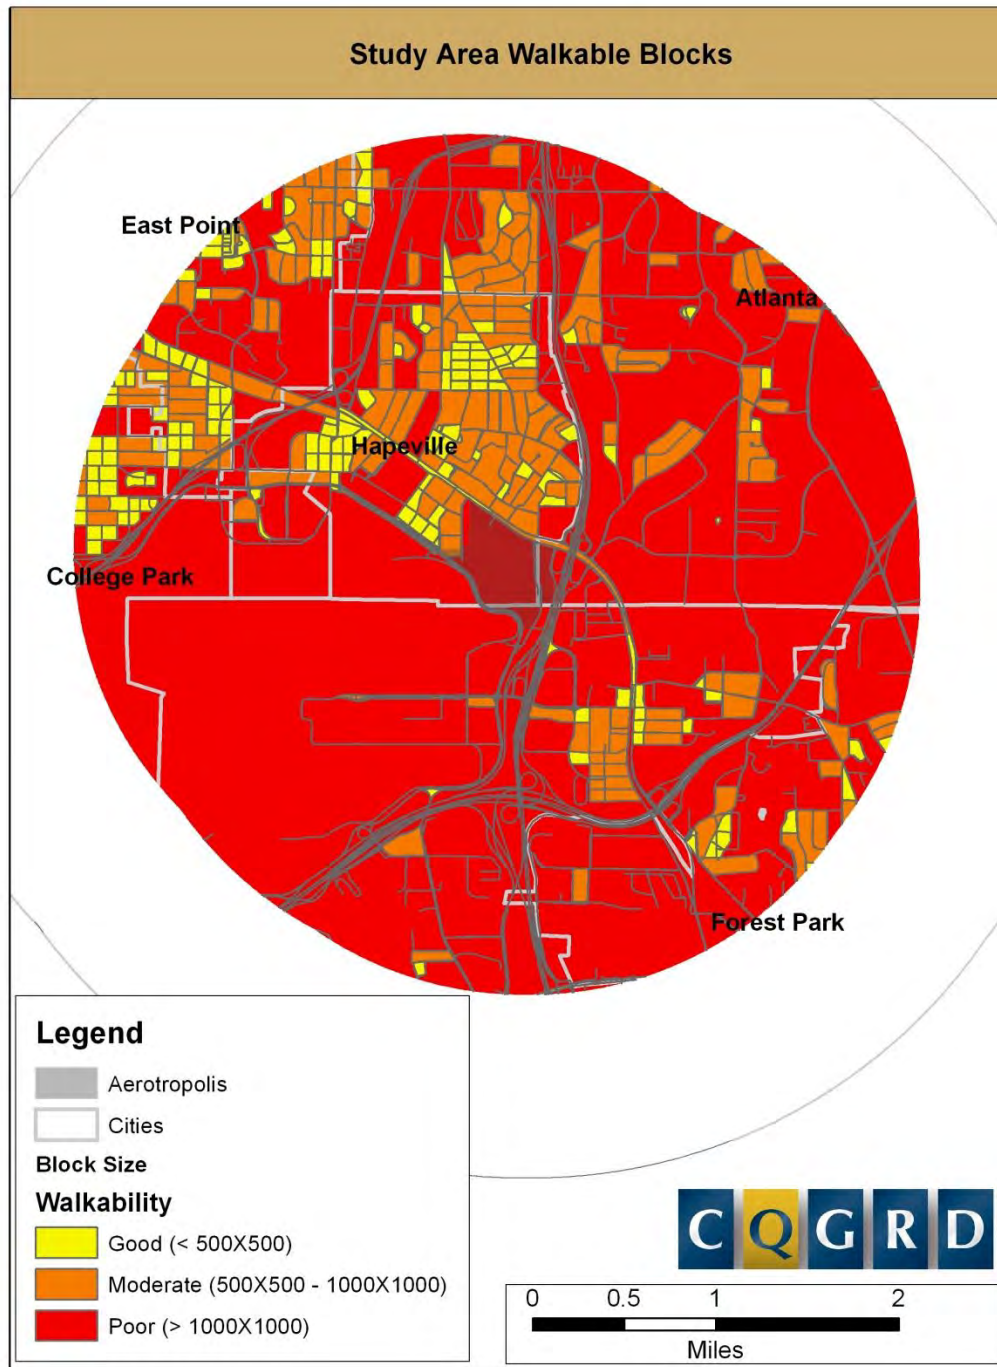 Study Area Walkable Blocks
East Point
Atlanta
Hapeville
College Park
Forest Park
Legend
Aerotropolis
Cities
Block Size
Walkability
Good (< 500X500)
Moderate (500X500 - 1000X1000)
Poor (> 1000X1000)
CQGRD
0 0.5 1 2
Miles